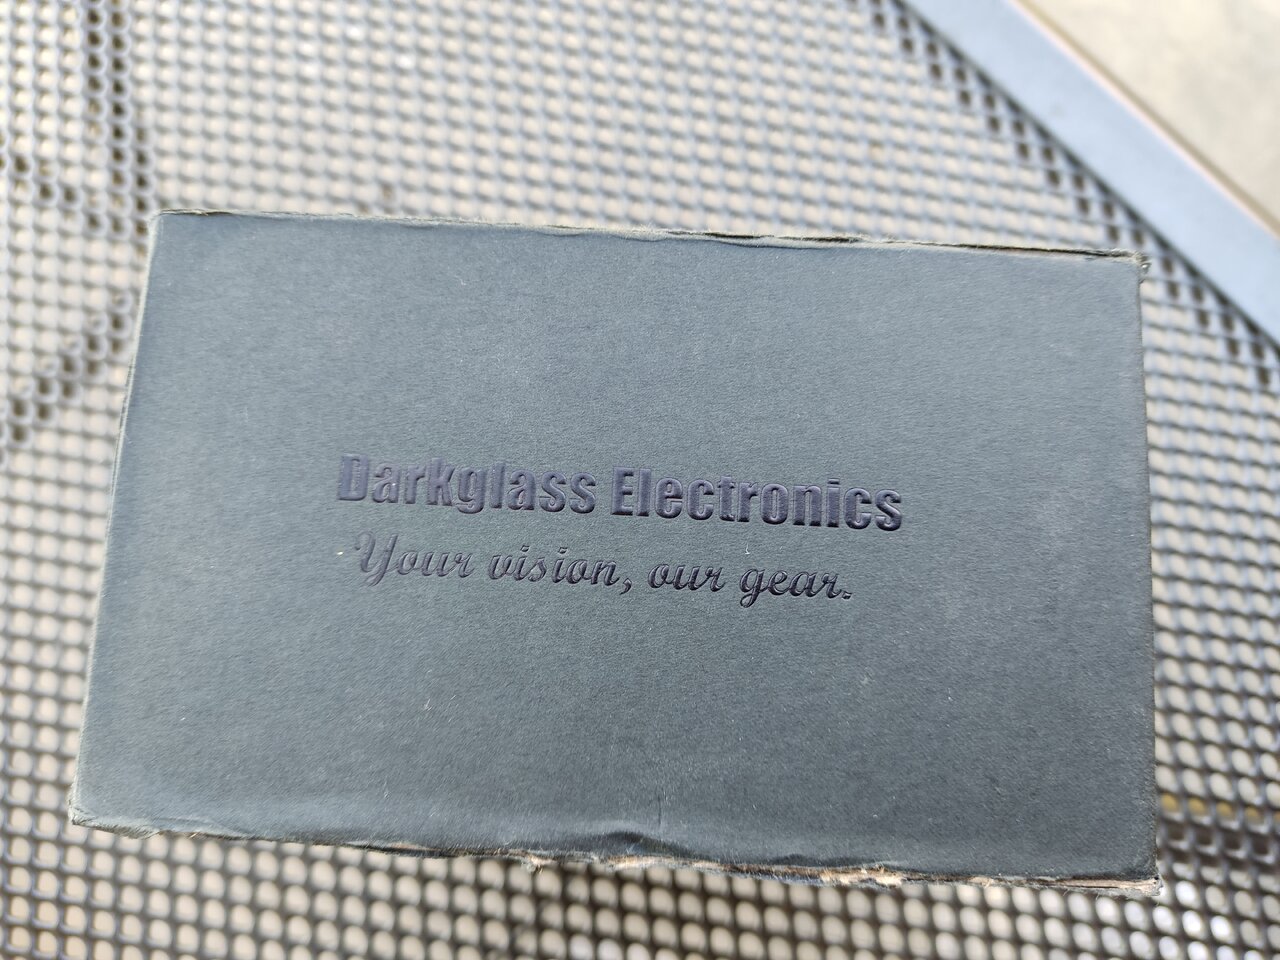 Darkglass Electronics
Your vision, our gear.